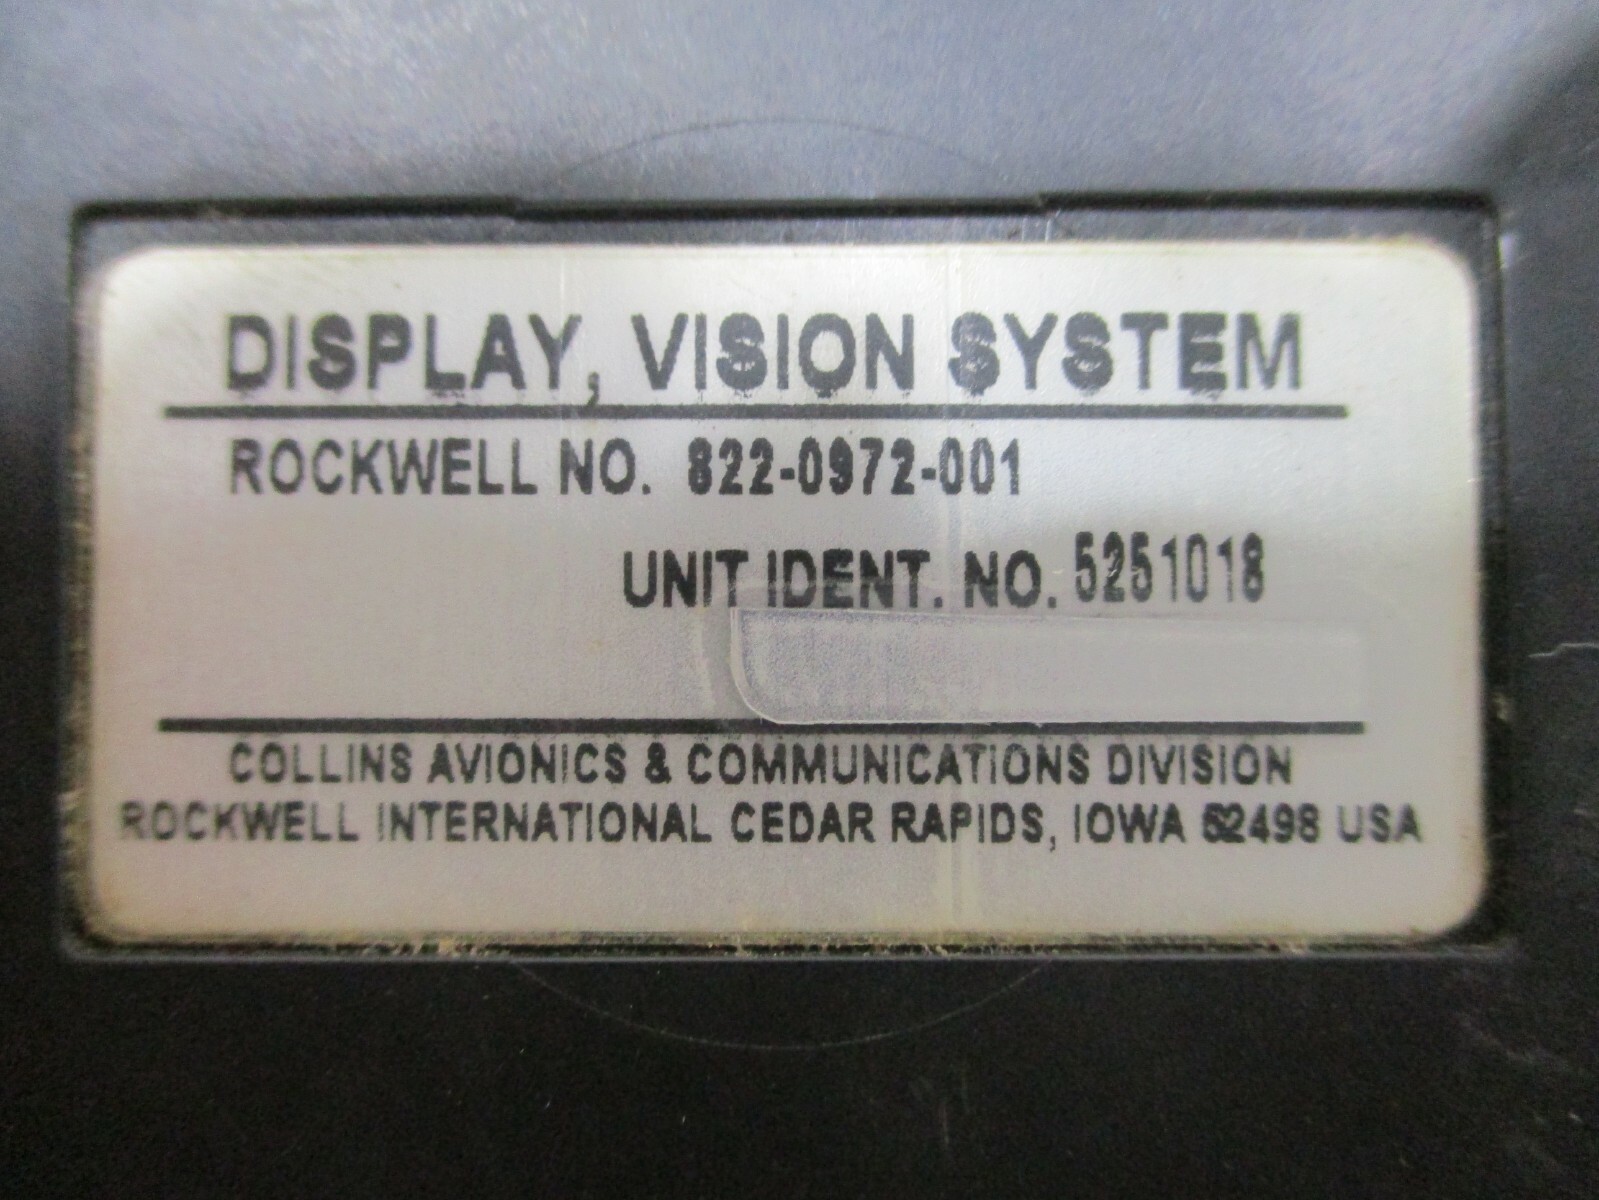 DISPLAY, VISION SYSTEM
ROCKWELL NO. 822-0972-001
UNIT IDENT. NO. 5251018
COLLINS AVIONICS & COMMUNICATIONS DIVISION
ROCKWELL INTERNATIONAL CEDAR RAPIDS, IOWA 52498 USA